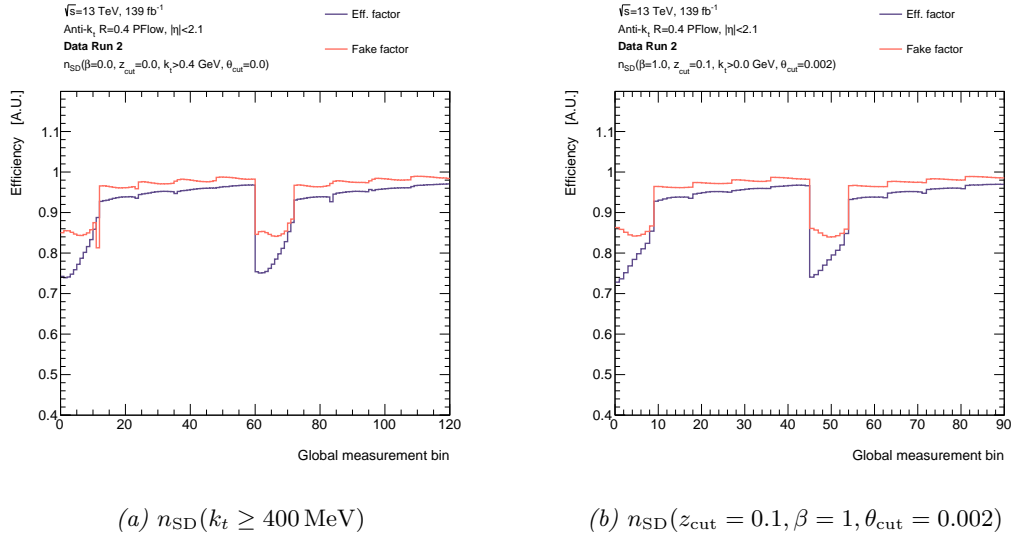 √s=13 TeV, 139 fb⁻¹
Anti-kₜ R=0.4 PFlow, |η|<2.1
Data Run 2
n_SD(β=0.0, z_cut=0.0, kₜ>0.4 GeV, θ_cut=0.0)
Eff. factor
Fake factor
Efficiency [A.U.]
1.1
1
0.9
0.8
0.7
0.6
0.5
0.4
0 20 40 60 80 100 120
Global measurement bin
(a) n_SD(kₜ ≥ 400 MeV)
√s=13 TeV, 139 fb⁻¹
Anti-kₜ R=0.4 PFlow, |η|<2.1
Data Run 2
n_SD(β=1.0, z_cut=0.1, kₜ>0.0 GeV, θ_cut=0.002)
Eff. factor
Fake factor
Efficiency [A.U.]
1.1
1
0.9
0.8
0.7
0.6
0.5
0.4
0 10 20 30 40 50 60 70 80 90
Global measurement bin
(b) n_SD(z_cut = 0.1, β = 1, θ_cut = 0.002)